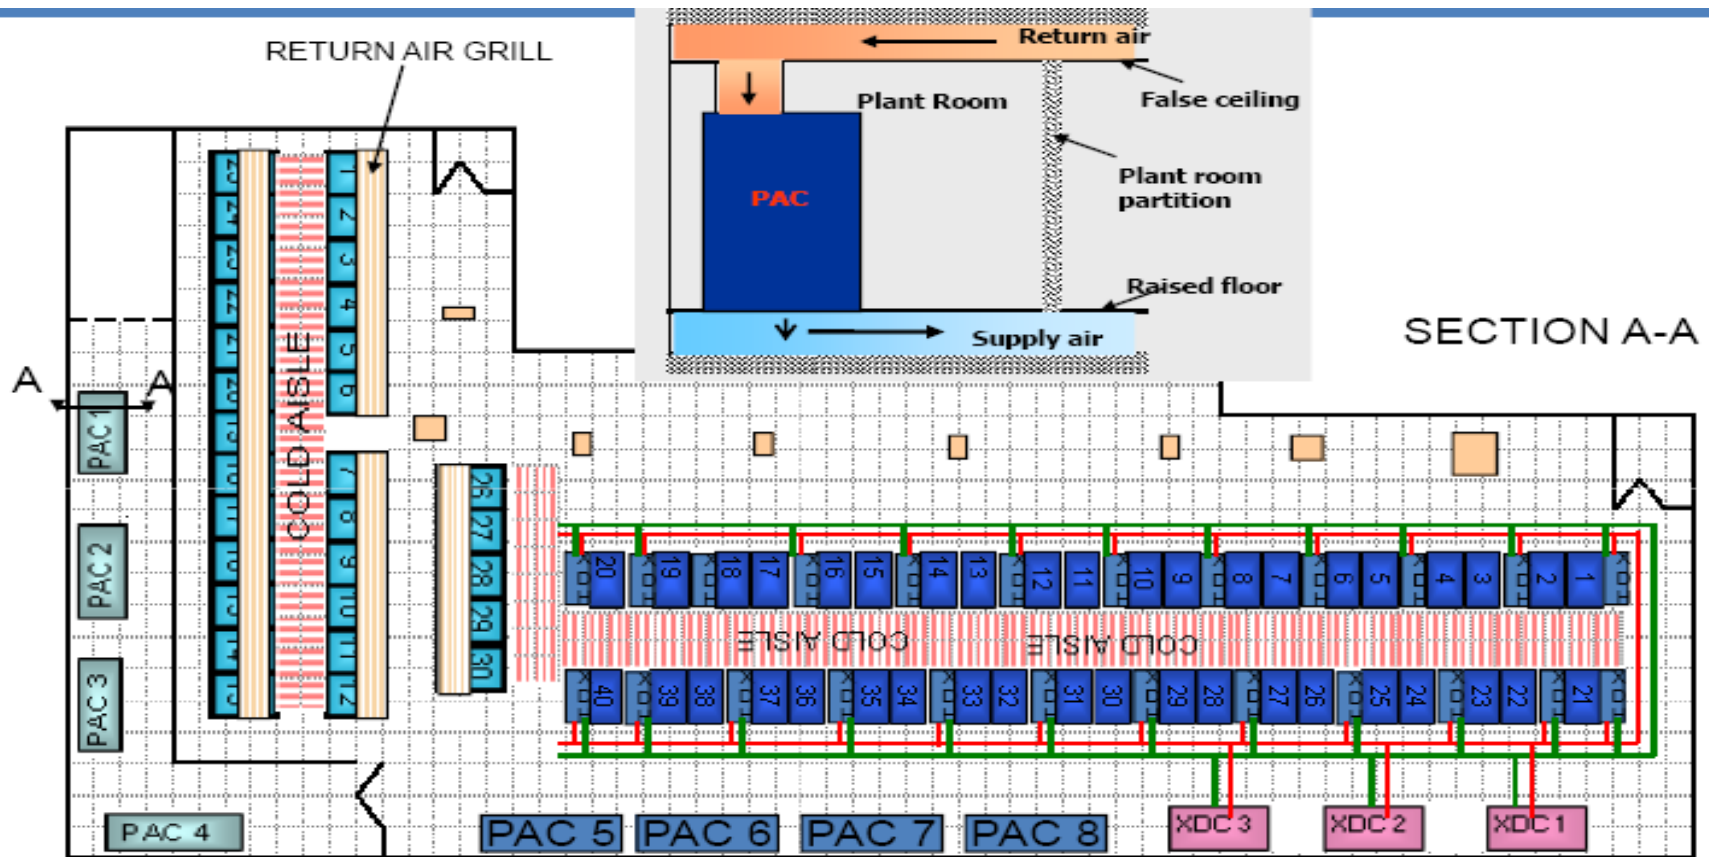 RETURN AIR GRILL
Return air
False ceiling
Plant Room
Plant room
partition
PAC
Raised floor
Supply air
SECTION A-A
A
A
COLD AISLE
1
2
3
4
5
6
7
8
9
10
11
12
PAC 1
PAC 2
PAC 3
PAC 4
26
27
28
29
30
20
19
18
17
16
15
14
13
12
11
10
9
8
7
6
5
4
3
2
1
COLD AISLE
COLD AISLE
40
39
38
37
36
35
34
33
32
31
30
29
28
27
26
25
24
23
22
21
PAC 5
PAC 6
PAC 7
PAC 8
XDC 3
XDC 2
XDC 1